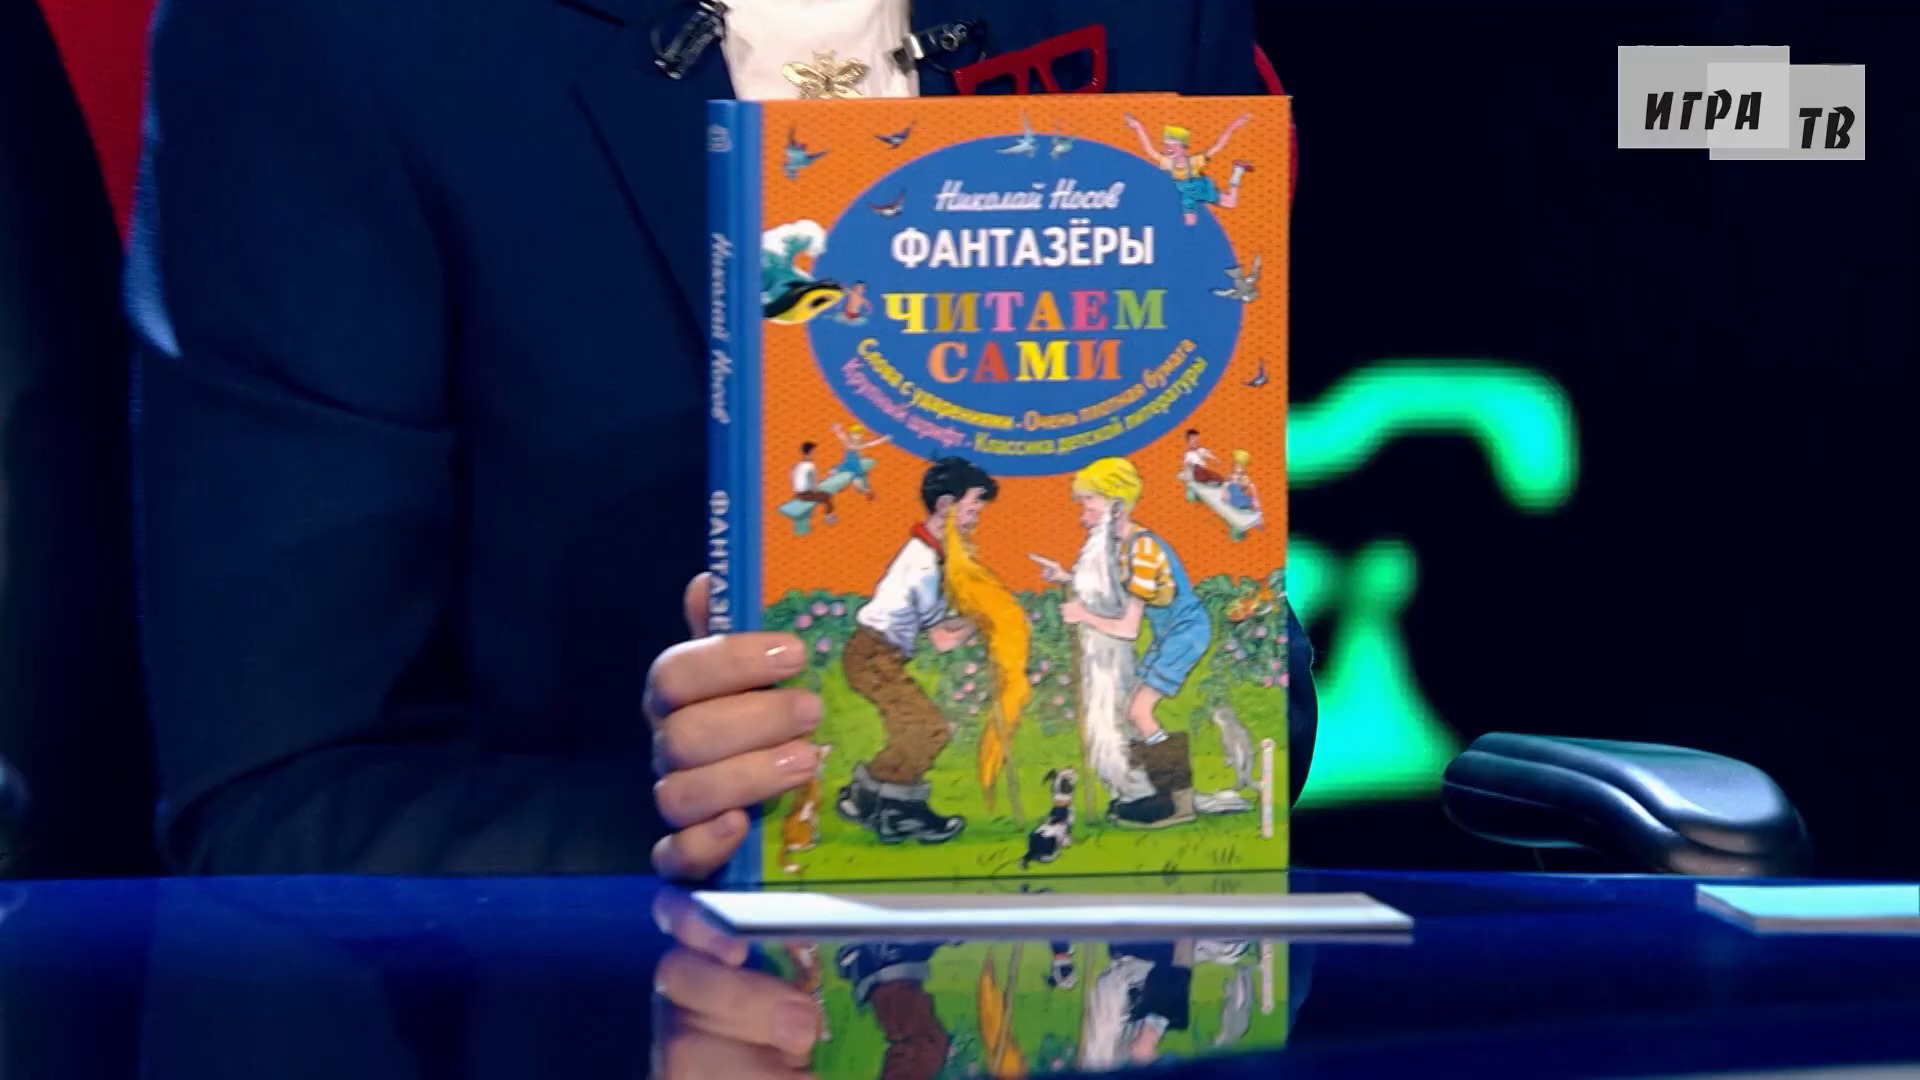 ИГРА
ТВ
Николай Носов
ФАНТАЗЁРЫ
ЧИТАЕМ
САМИ
Слова с ударениями • Очень плотная бумага
Крупный шрифт • Классика детской литературы
Николай Носов ФАНТАЗЁ